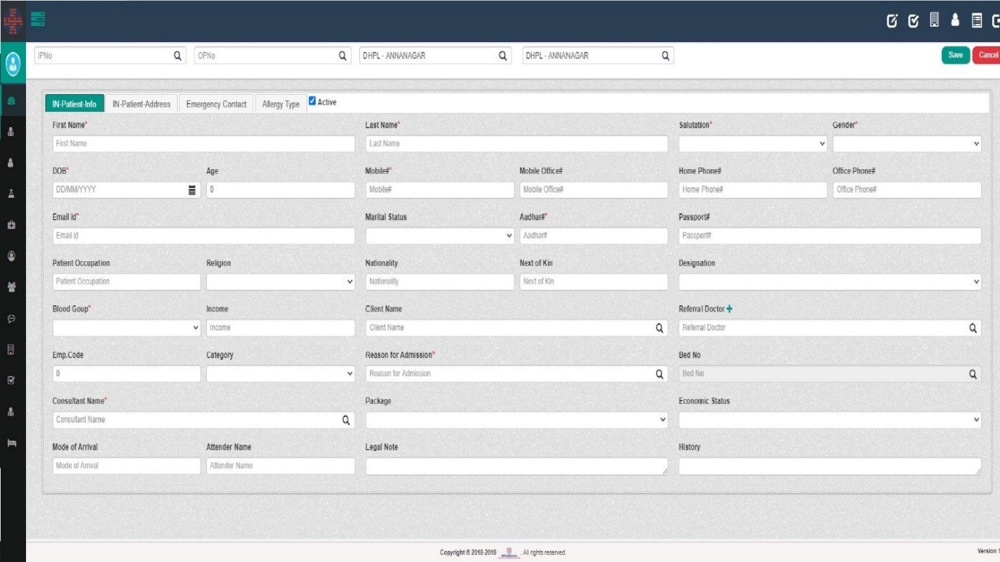 IPNo OPNo DHPL - ANNANAGAR DHPL - ANNANAGAR Save Cancel
IN-Patient-Info IN-Patient-Address Emergency Contact Allergy Type Active
First Name* Last Name* Salutation* Gender*
First Name Last Name
DOB* Age Mobile#* Mobile Office# Home Phone# Office Phone#
DD/MM/YYYY 0 Mobile# Mobile Office# Home Phone# Office Phone#
Email id* Marital Status Aadhar#* Passport#
Email id Aadhar# Passport#
Patient Occupation Religion Nationality Next of Kin Designation
Patient Occupation Nationality Next of Kin
Blood Goup* Income Client Name Referral Doctor +
Income Client Name Referral Doctor
Emp.Code Category Reason for Admission* Bed No
0 Reason for Admission Bed No
Consultant Name* Package Economic Status
Consultant Name
Mode of Arrival Attender Name Legal Note History
Mode of Arrival Attender Name
Copyright © 2018-2019 . All rights reserved. Version 1